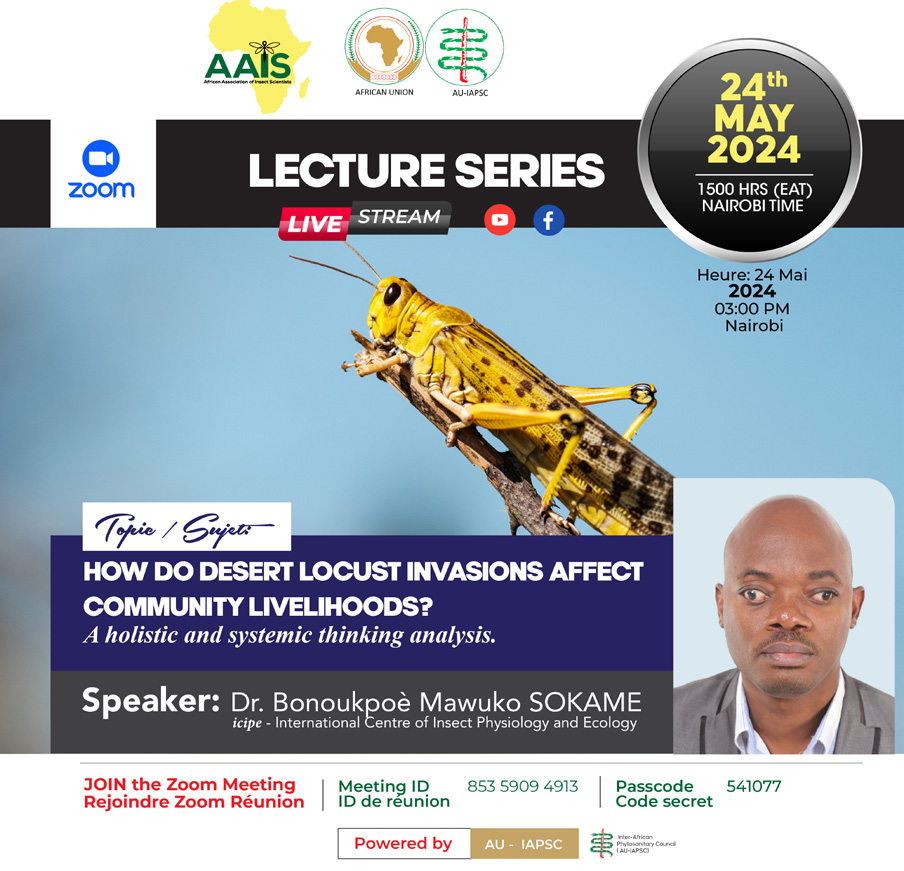 AAIS
African Association of Insect Scientists
AFRICAN UNION
AU-IAPSC
24th
MAY
2024
1500 HRS (EAT)
NAIROBI TIME
zoom
LECTURE SERIES
LIVE STREAM
Heure: 24 Mai
2024
03:00 PM
Nairobi
Topic / Sujet:
HOW DO DESERT LOCUST INVASIONS AFFECT
COMMUNITY LIVELIHOODS?
A holistic and systemic thinking analysis.
Speaker: Dr. Bonoukpoè Mawuko SOKAME
icipe - International Centre of Insect Physiology and Ecology
JOIN the Zoom Meeting
Rejoindre Zoom Réunion
Meeting ID 853 5909 4913
ID de réunion
Passcode 541077
Code secret
Powered by AU - IAPSC
Inter-African
Phytosanitary Council
(AU-IAPSC)